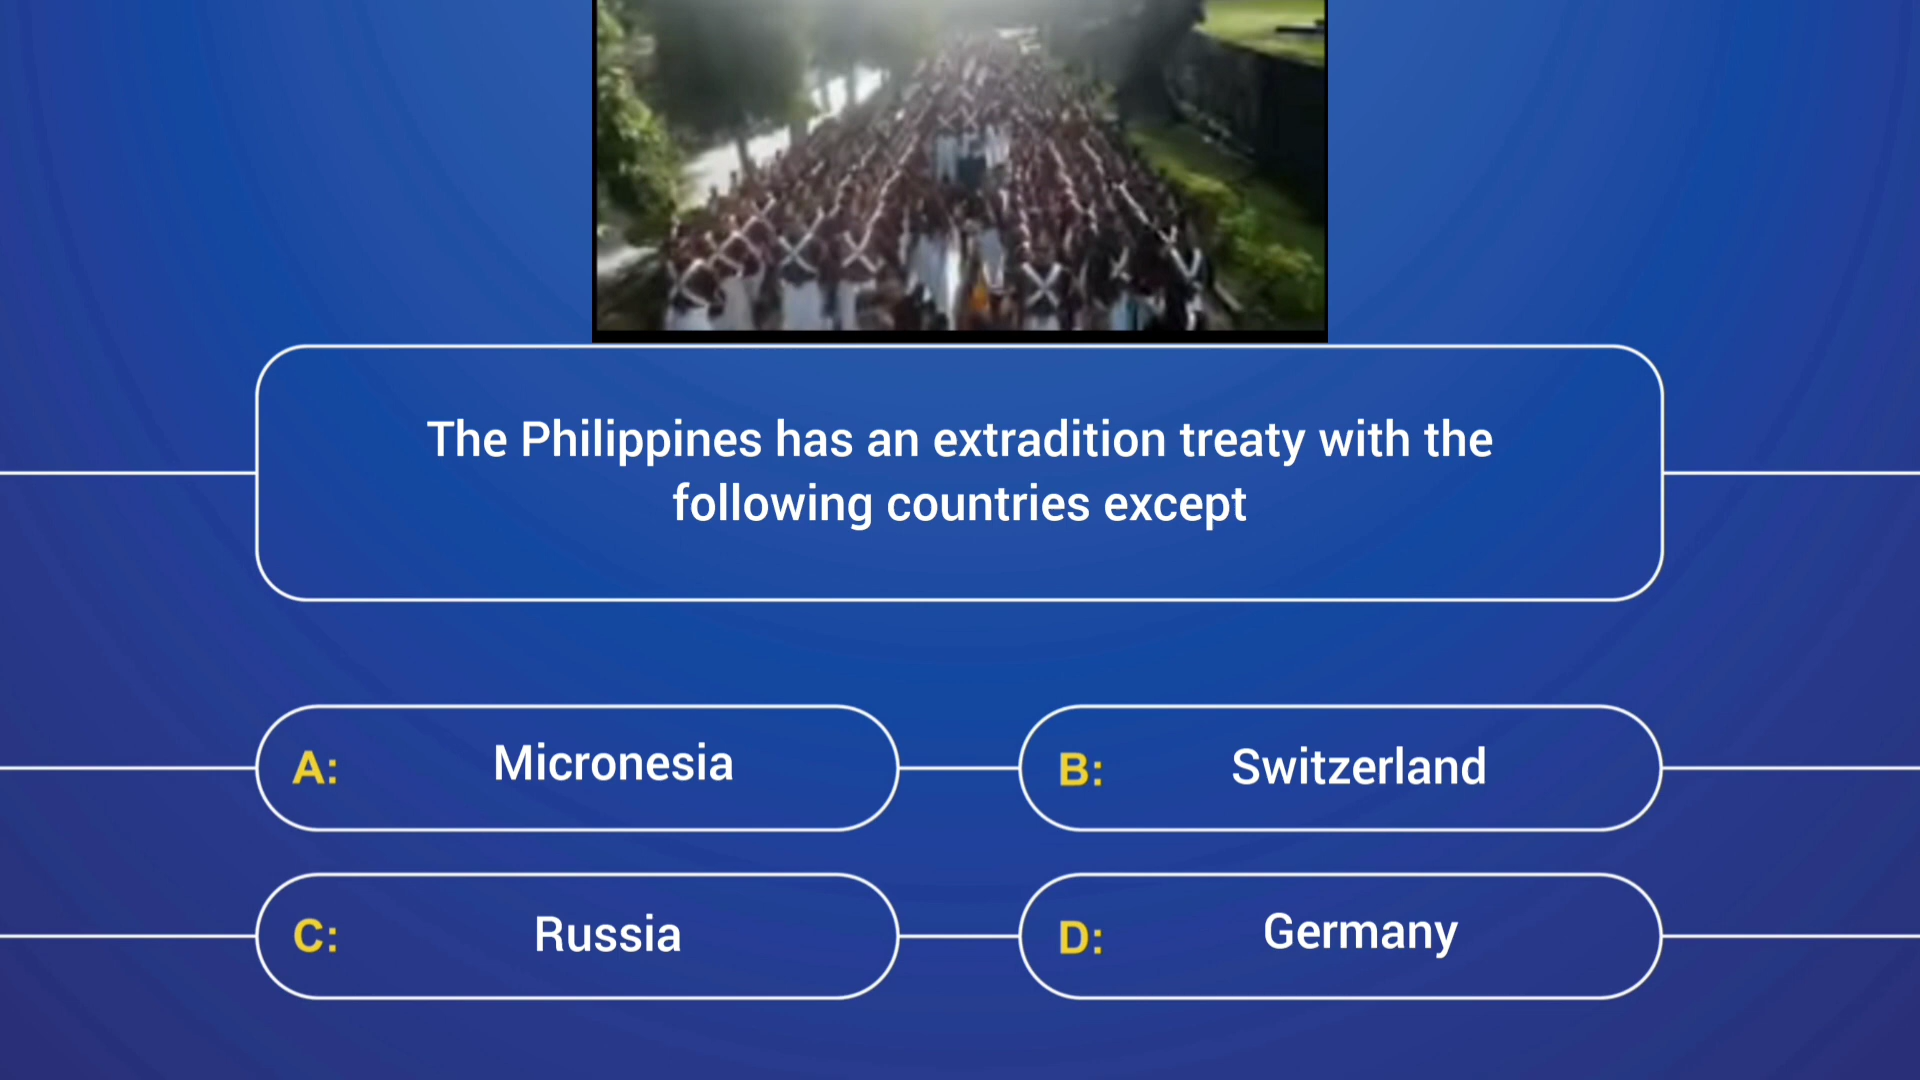 The Philippines has an extradition treaty with the
following countries except
A: Micronesia
B: Switzerland
C: Russia
D: Germany